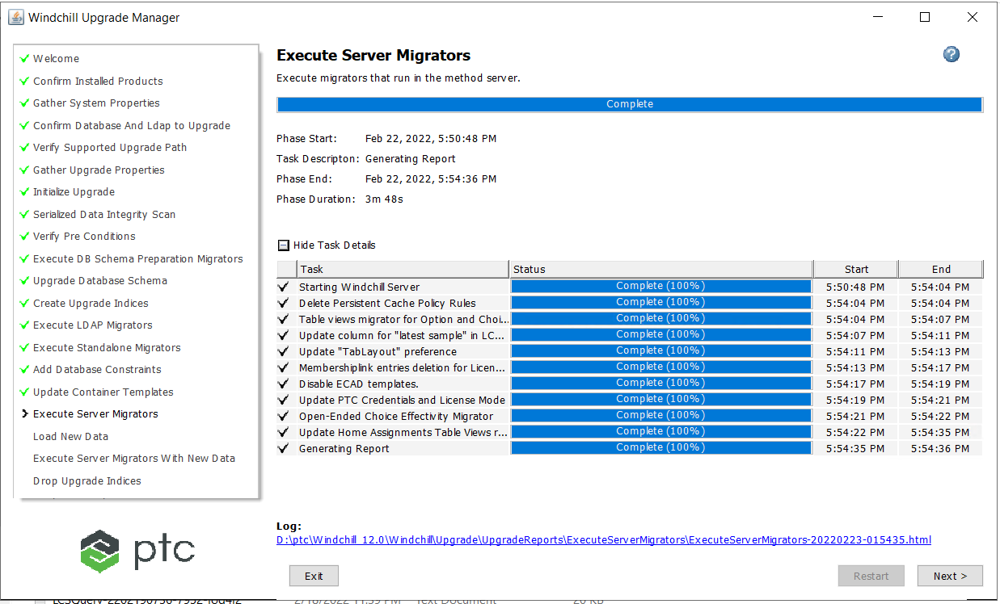 Windchill Upgrade Manager
Welcome
Confirm Installed Products
Gather System Properties
Confirm Database And Ldap to Upgrade
Verify Supported Upgrade Path
Gather Upgrade Properties
Initialize Upgrade
Serialized Data Integrity Scan
Verify Pre Conditions
Execute DB Schema Preparation Migrators
Upgrade Database Schema
Create Upgrade Indices
Execute LDAP Migrators
Execute Standalone Migrators
Add Database Constraints
Update Container Templates
Execute Server Migrators
Load New Data
Execute Server Migrators With New Data
Drop Upgrade Indices
ptc
Execute Server Migrators
?
Execute migrators that run in the method server.
Complete
Phase Start: Feb 22, 2022, 5:50:48 PM
Task Descripton: Generating Report
Phase End: Feb 22, 2022, 5:54:36 PM
Phase Duration: 3m 48s
Hide Task Details
Task Status Start End
Starting Windchill Server Complete (100%) 5:50:48 PM 5:54:04 PM
Delete Persistent Cache Policy Rules Complete (100%) 5:54:04 PM 5:54:04 PM
Table views migrator for Option and Choi... Complete (100%) 5:54:04 PM 5:54:07 PM
Update column for "latest sample" in LC... Complete (100%) 5:54:07 PM 5:54:11 PM
Update "TabLayout" preference Complete (100%) 5:54:11 PM 5:54:13 PM
Membershiplink entries deletion for Licen... Complete (100%) 5:54:13 PM 5:54:17 PM
Disable ECAD templates. Complete (100%) 5:54:17 PM 5:54:19 PM
Update PTC Credentials and License Mode Complete (100%) 5:54:19 PM 5:54:21 PM
Open-Ended Choice Effectivity Migrator Complete (100%) 5:54:21 PM 5:54:22 PM
Update Home Assignments Table Views r... Complete (100%) 5:54:22 PM 5:54:35 PM
Generating Report Complete (100%) 5:54:35 PM 5:54:36 PM
Log:
D:\ptc\Windchill_12.0\Windchill\Upgrade\UpgradeReports\ExecuteServerMigrators\ExecuteServerMigrators-20220223-015435.html
Exit Restart Next >
Text Document